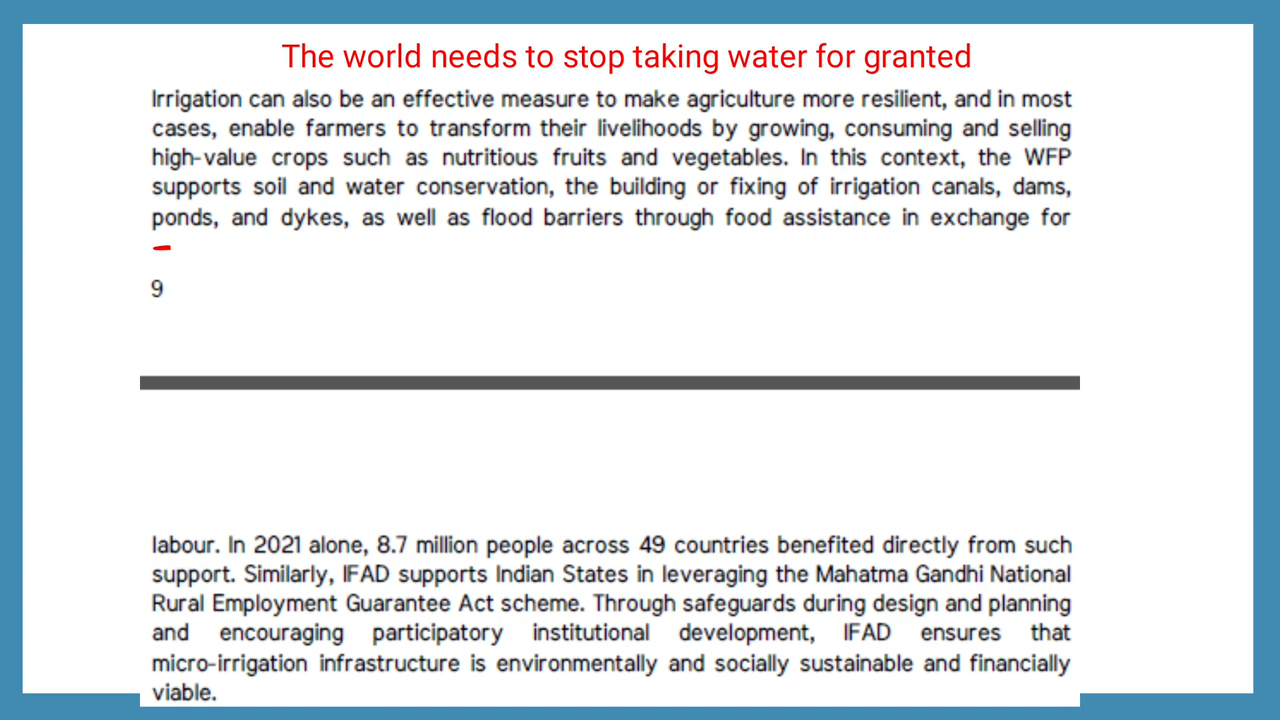 The world needs to stop taking water for granted
Irrigation can also be an effective measure to make agriculture more resilient, and in most
cases, enable farmers to transform their livelihoods by growing, consuming and selling
high-value crops such as nutritious fruits and vegetables. In this context, the WFP
supports soil and water conservation, the building or fixing of irrigation canals, dams,
ponds, and dykes, as well as flood barriers through food assistance in exchange for
9
labour. In 2021 alone, 8.7 million people across 49 countries benefited directly from such
support. Similarly, IFAD supports Indian States in leveraging the Mahatma Gandhi National
Rural Employment Guarantee Act scheme. Through safeguards during design and planning
and encouraging participatory institutional development, IFAD ensures that
micro-irrigation infrastructure is environmentally and socially sustainable and financially
viable.